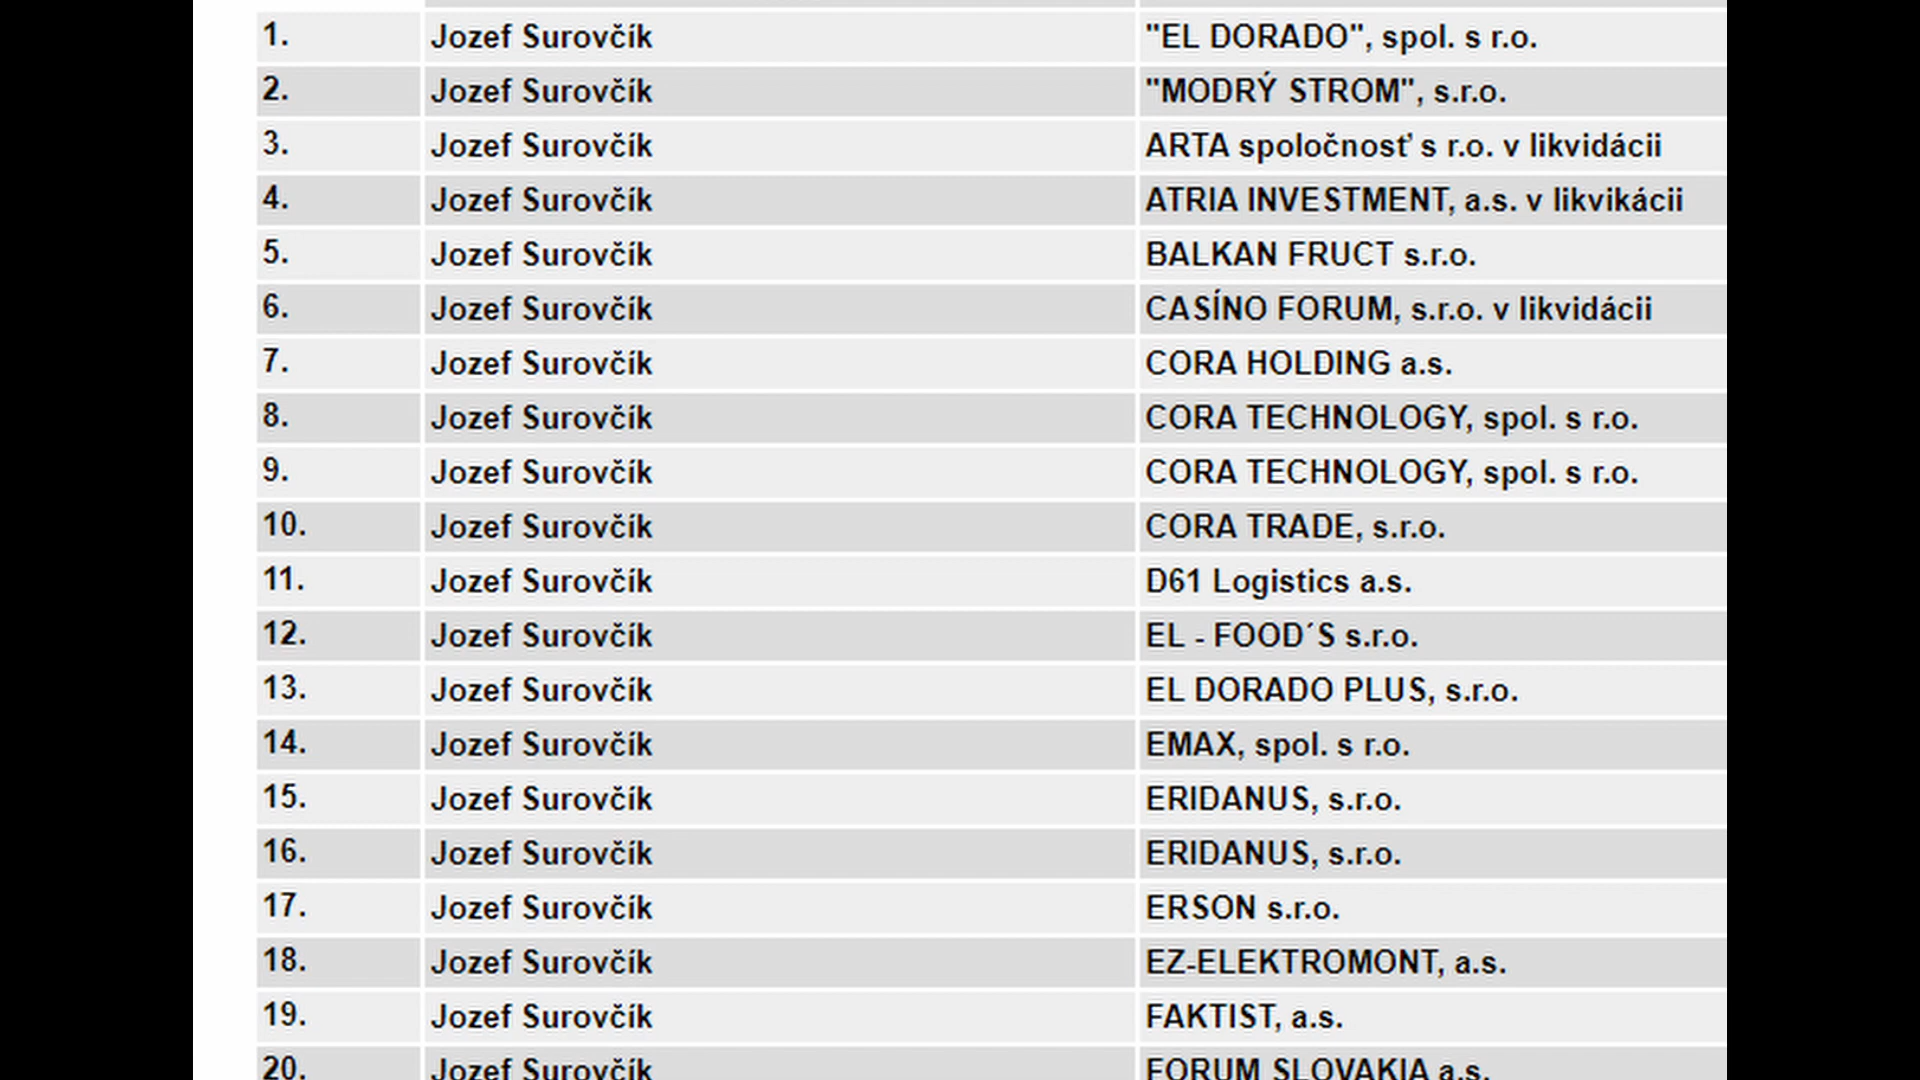 1. Jozef Surovčík "EL DORADO", spol. s r.o.
2. Jozef Surovčík "MODRÝ STROM", s.r.o.
3. Jozef Surovčík ARTA spoločnosť s r.o. v likvidácii
4. Jozef Surovčík ATRIA INVESTMENT, a.s. v likvikácii
5. Jozef Surovčík BALKAN FRUCT s.r.o.
6. Jozef Surovčík CASÍNO FORUM, s.r.o. v likvidácii
7. Jozef Surovčík CORA HOLDING a.s.
8. Jozef Surovčík CORA TECHNOLOGY, spol. s r.o.
9. Jozef Surovčík CORA TECHNOLOGY, spol. s r.o.
10. Jozef Surovčík CORA TRADE, s.r.o.
11. Jozef Surovčík D61 Logistics a.s.
12. Jozef Surovčík EL - FOOD´S s.r.o.
13. Jozef Surovčík EL DORADO PLUS, s.r.o.
14. Jozef Surovčík EMAX, spol. s r.o.
15. Jozef Surovčík ERIDANUS, s.r.o.
16. Jozef Surovčík ERIDANUS, s.r.o.
17. Jozef Surovčík ERSON s.r.o.
18. Jozef Surovčík EZ-ELEKTROMONT, a.s.
19. Jozef Surovčík FAKTIST, a.s.
20. Jozef Surovčík FORUM SLOVAKIA a.s.